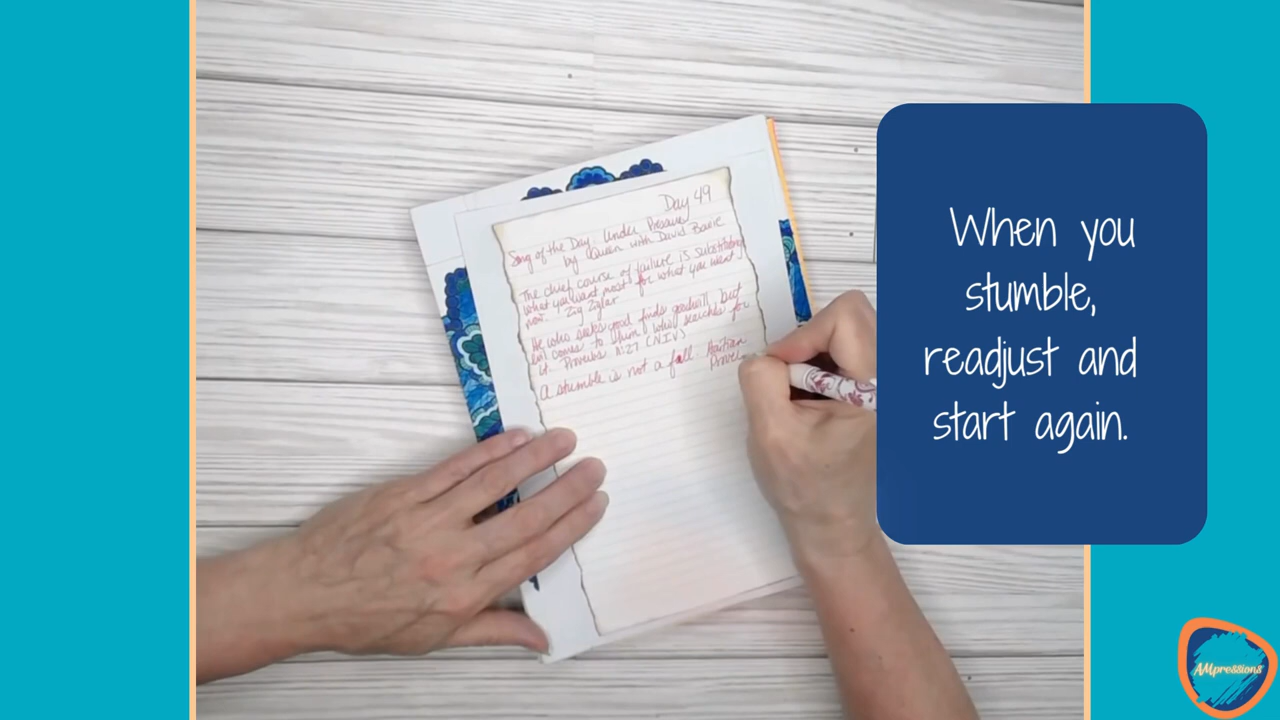 Day 49
Song of the Day: Under Pressure
by Queen with David Bowie
The chief course of failure is substituting
what you want most for what you want
now. Zig Ziglar
He who seeks good finds goodwill, but
evil comes to him who searches for
it. Proverbs 11:27 (NIV)
A stumble is not a fall. Haitian
Prover
When you
stumble,
readjust and
start again.
AMpressions